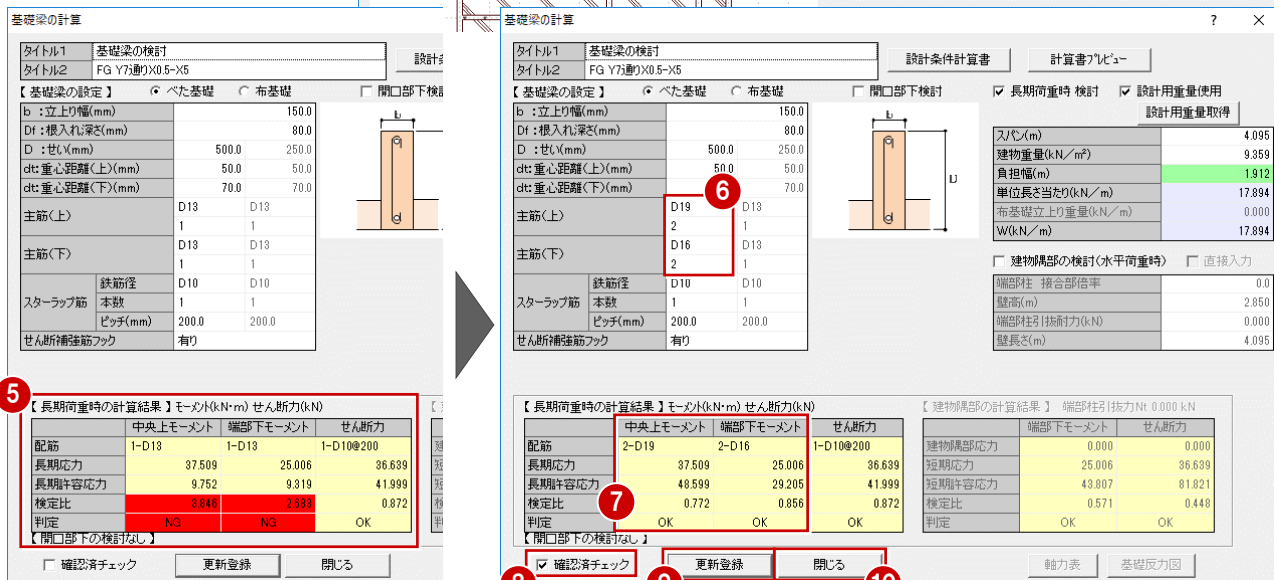 基礎梁の計算
タイトル1 基礎梁の検討
タイトル2 FG Y7通りX0.5-X5
【 基礎梁の設定 】 べた基礎 布基礎 開口部下検討
b :立上り幅(mm) 150.0
Df:根入れ深さ(mm) 80.0
D :せい(mm) 500.0 250.0
dt:重心距離(上)(mm) 50.0 50.0
dt:重心距離(下)(mm) 70.0 70.0
主筋(上) D13 D13
1 1
主筋(下) D13 D13
1 1
スターラップ筋 鉄筋径 D10 D10
本数 1 1
ピッチ(mm) 200.0 200.0
せん断補強筋フック 有り
b
5
【 長期荷重時の計算結果 】モーメント(kN・m) せん断力(kN)
中央上モーメント 端部下モーメント せん断力
配筋 1-D13 1-D13 1-D10@200
長期応力 37.509 25.006 36.639
長期許容応力 9.752 9.319 41.999
検定比 3.846 2.683 0.872
判定 NG NG OK
【 開口部下の検討なし 】
確認済チェック 更新登録 閉じる
基礎梁の計算 ? ×
タイトル1 基礎梁の検討
タイトル2 FG Y7通りX0.5-X5
設計条件計算書 計算書プレビュー
【 基礎梁の設定 】 べた基礎 布基礎 開口部下検討
b :立上り幅(mm) 150.0
Df:根入れ深さ(mm) 80.0
D :せい(mm) 500.0 250.0
dt:重心距離(上)(mm) 50.0 50.0
dt:重心距離(下)(mm) 70.0 70.0
6
主筋(上) D19 D13
2 1
主筋(下) D16 D13
2 1
スターラップ筋 鉄筋径 D10 D10
本数 1 1
ピッチ(mm) 200.0 200.0
せん断補強筋フック 有り
b
D
長期荷重時 検討 設計用重量使用
設計用重量取得
スパン(m) 4.095
建物重量(kN/m²) 9.359
負担幅(m) 1.912
単位長さ当たり(kN/m) 17.894
布基礎立上り重量(kN/m) 0.000
W(kN/m) 17.894
建物隅部の検討(水平荷重時) 直接入力
端部柱 接合部倍率 0.0
壁高(m) 2.850
端部柱引抜耐力(kN) 0.000
壁長さ(m) 4.095
【 長期荷重時の計算結果 】モーメント(kN・m) せん断力(kN)
中央上モーメント 端部下モーメント せん断力
配筋 2-D19 2-D16 1-D10@200
長期応力 37.509 25.006 36.639
長期許容応力 48.599 29.205 41.999
検定比 0.772 0.856 0.872
判定 OK OK OK
7
【 開口部下の検討なし 】
【 建物隅部の計算結果 】 端部柱引抜力Nt 0.000 kN
端部下モーメント せん断力
建物隅部応力 0.000 0.000
短期応力 25.006 36.639
短期許容応力 43.807 81.821
検定比 0.571 0.448
判定 OK OK
確認済チェック 更新登録 閉じる 軸力表 基礎反力図
8 9 10